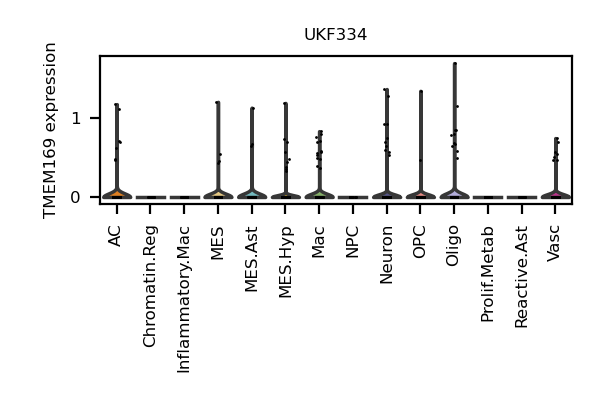 UKF334
TMEM169 expression
1
0
AC
Chromatin.Reg
Inflammatory.Mac
MES
MES.Ast
MES.Hyp
Mac
NPC
Neuron
OPC
Oligo
Prolif.Metab
Reactive.Ast
Vasc